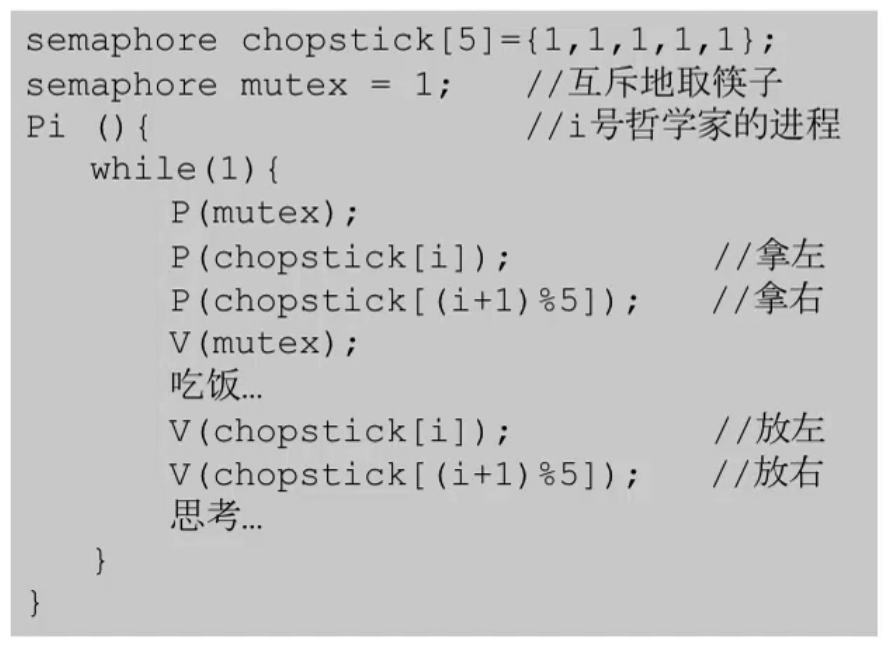 semaphore chopstick[5]={1,1,1,1,1};
semaphore mutex = 1;    //互斥地取筷子
Pi (){                  //i号哲学家的进程
    while(1){
        P(mutex);
        P(chopstick[i]);          //拿左
        P(chopstick[(i+1)%5]);    //拿右
        V(mutex);
        吃饭…
        V(chopstick[i]);          //放左
        V(chopstick[(i+1)%5]);    //放右
        思考…
    }
}